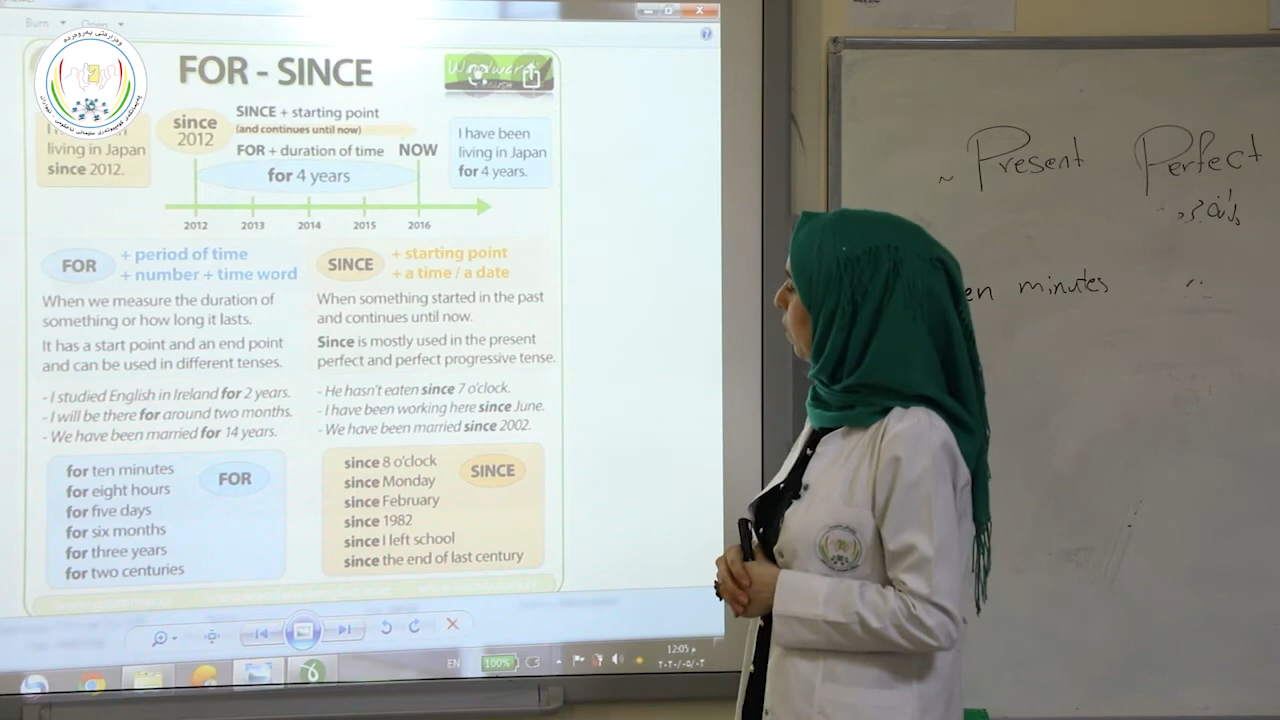 Burn Open
وەزارەتی پەروەردە
FOR - SINCE
Woodward
SINCE + starting point
(and continues until now)
since
2012
FOR + duration of time NOW
for 4 years
living in Japan
since 2012.
I have been
living in Japan
for 4 years.
2012 2013 2014 2015 2016
FOR
+ period of time
+ number + time word
When we measure the duration of
something or how long it lasts.
It has a start point and an end point
and can be used in different tenses.
- I studied English in Ireland for 2 years.
- I will be there for around two months.
- We have been married for 14 years.
for ten minutes
for eight hours
for five days
for six months
for three years
for two centuries
FOR
SINCE
+ starting point
+ a time / a date
When something started in the past
and continues until now.
Since is mostly used in the present
perfect and perfect progressive tense.
- He hasn't eaten since 7 o'clock.
- I have been working here since June.
- We have been married since 2002.
since 8 o'clock
since Monday
since February
since 1982
since I left school
since the end of last century
SINCE
EN 100% 12:05 م
٢٠٢٠/٠٥/٠٢
~ Present Perfect
en minutes